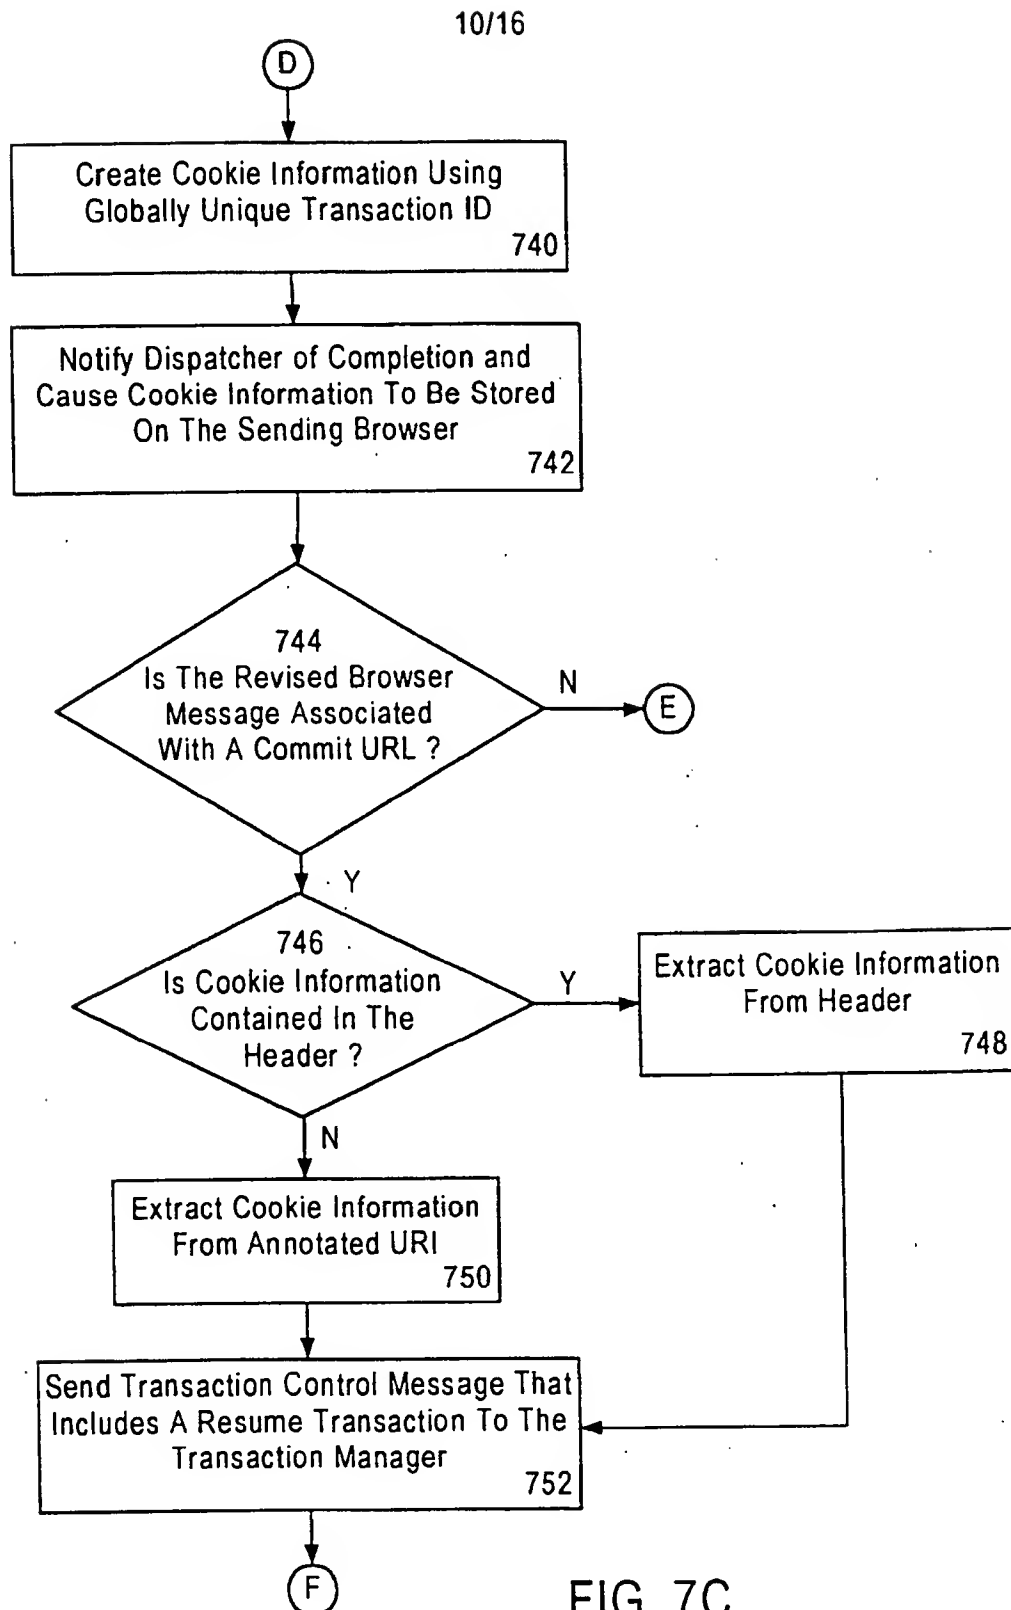 10/16
D
Create Cookie Information Using
Globally Unique Transaction ID
740
Notify Dispatcher of Completion and
Cause Cookie Information To Be Stored
On The Sending Browser
742
744
Is The Revised Browser
Message Associated
With A Commit URL ?
N
E
Y
746
Is Cookie Information
Contained In The
Header ?
Y
Extract Cookie Information
From Header
748
N
Extract Cookie Information
From Annotated URI
750
Send Transaction Control Message That
Includes A Resume Transaction To The
Transaction Manager
752
F
FIG. 7C